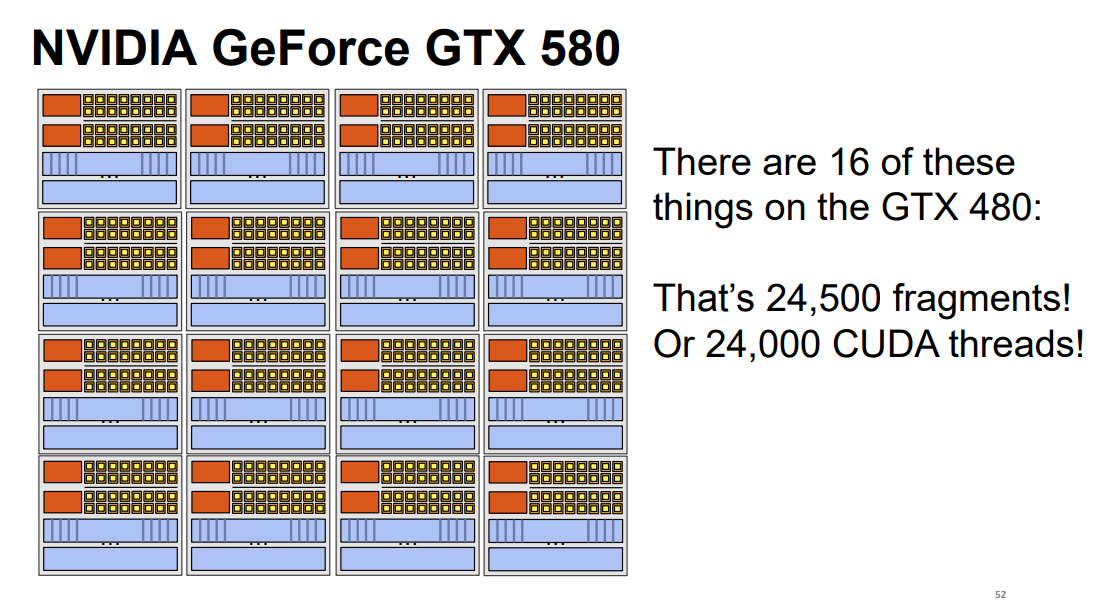 NVIDIA GeForce GTX 580
There are 16 of these
things on the GTX 480:
That’s 24,500 fragments!
Or 24,000 CUDA threads!
52